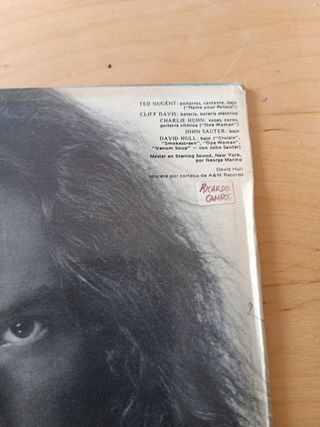 TED NUGENT: guitarras, cantante, bajo
("Name your Poison")
CLIFF DAVIS: batería, batería eléctrica
CHARLIE HUHN: voces, coros,
guitarra rítmica ("One Woman")
JOHN SAUTER: bajo
DAVID HULL: bajo ("Cruisin",
"Smokescreen", "One Woman"
"Venom Soup" — con John Sauter)
Master en Sterling Sound, New York,
por George Marino
David Hull
aparece por cortesía de A&M Records
RICARDO
CAMPOS